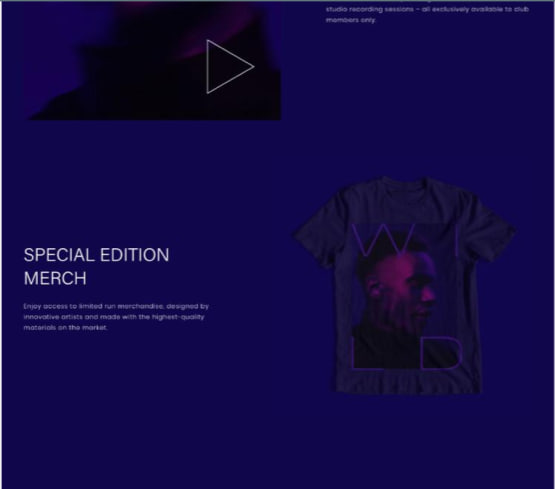 studio recording sessions – all exclusively available to club
members only.
SPECIAL EDITION
MERCH
Enjoy access to limited run merchandise, designed by
innovative artists and made with the highest-quality
materials on the market.
W I
L D